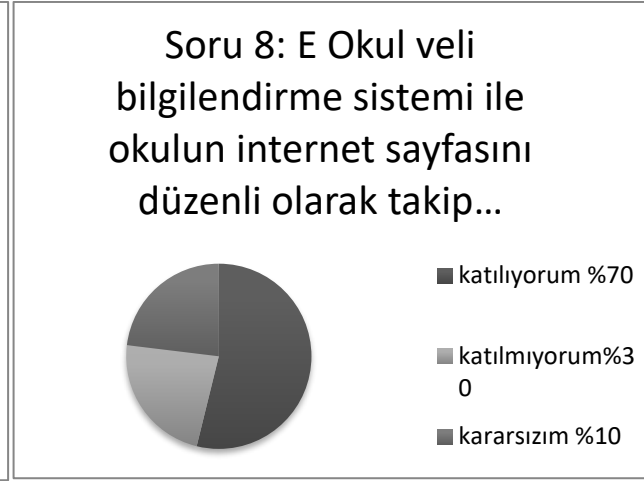 Soru 8: E Okul veli
bilgilendirme sistemi ile
okulun internet sayfasını
düzenli olarak takip…
katılıyorum %70
katılmıyorum%3
0
kararsızım %10